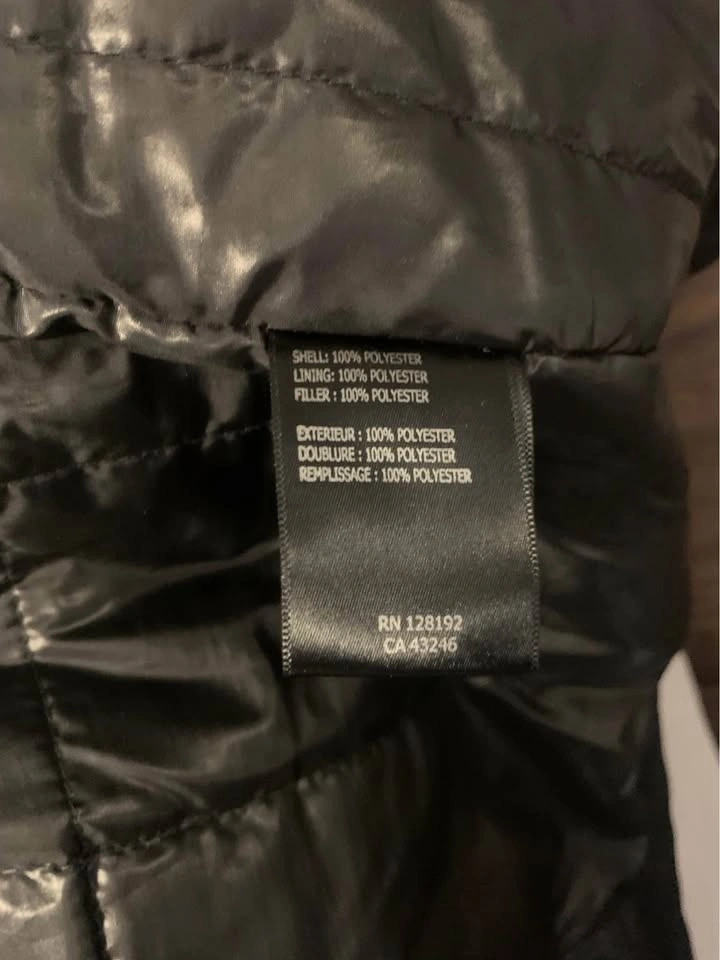 SHELL: 100% POLYESTER
LINING: 100% POLYESTER
FILLER : 100% POLYESTER
EXTERIEUR : 100% POLYESTER
DOUBLURE : 100% POLYESTER
REMPLISSAGE : 100% POLYESTER
RN 128192
CA 43246